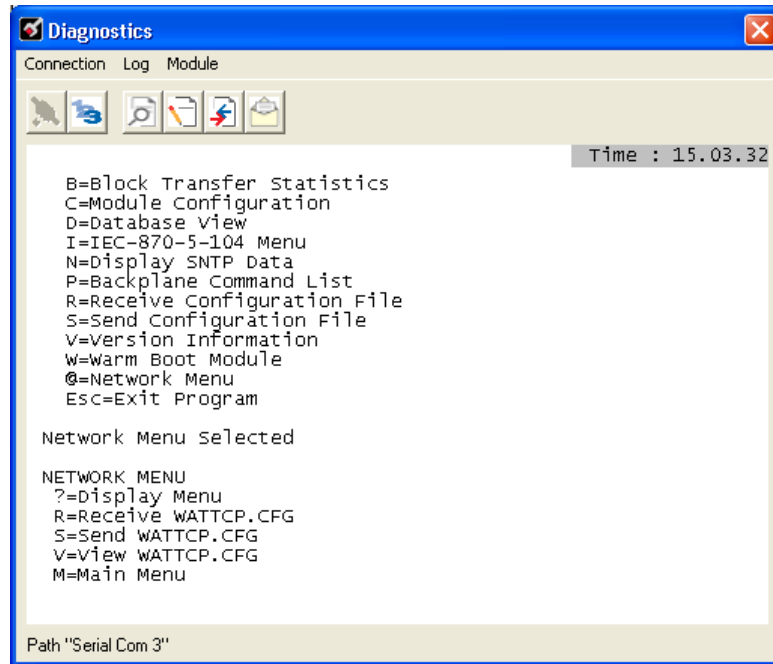 Diagnostics
Connection Log Module
Time : 15.03.32
B=Block Transfer Statistics
C=Module Configuration
D=Database View
I=IEC-870-5-104 Menu
N=Display SNTP Data
P=Backplane Command List
R=Receive Configuration File
S=Send Configuration File
V=Version Information
W=Warm Boot Module
@=Network Menu
Esc=Exit Program
Network Menu Selected
NETWORK MENU
?=Display Menu
R=Receive WATTCP.CFG
S=Send WATTCP.CFG
V=View WATTCP.CFG
M=Main Menu
Path "Serial Com 3"